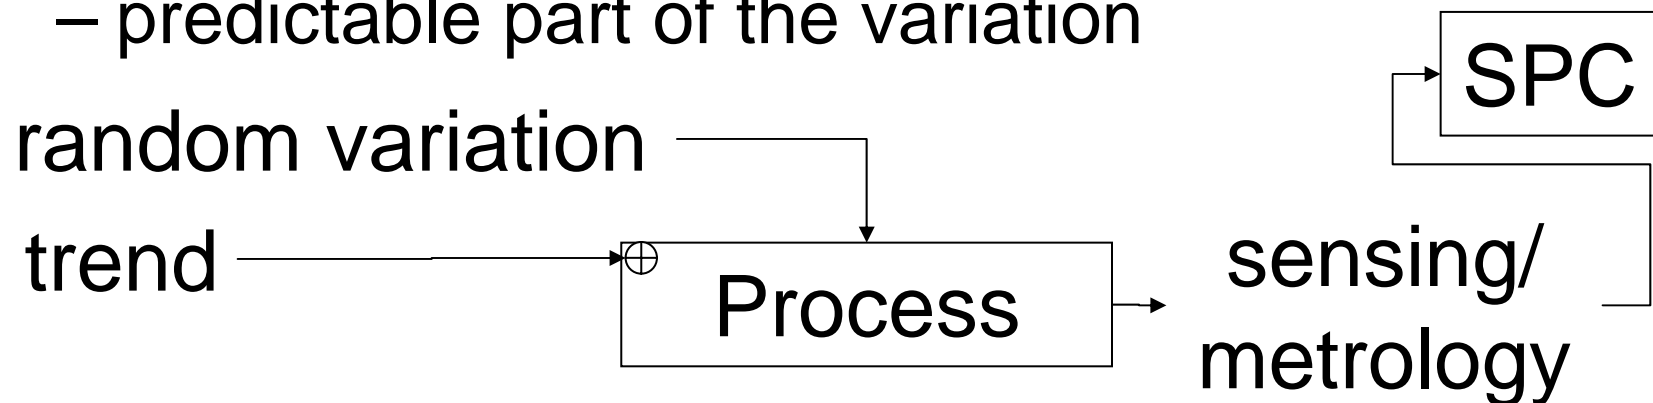 – predictable part of the variation
SPC
random variation
trend
Process
sensing/
metrology